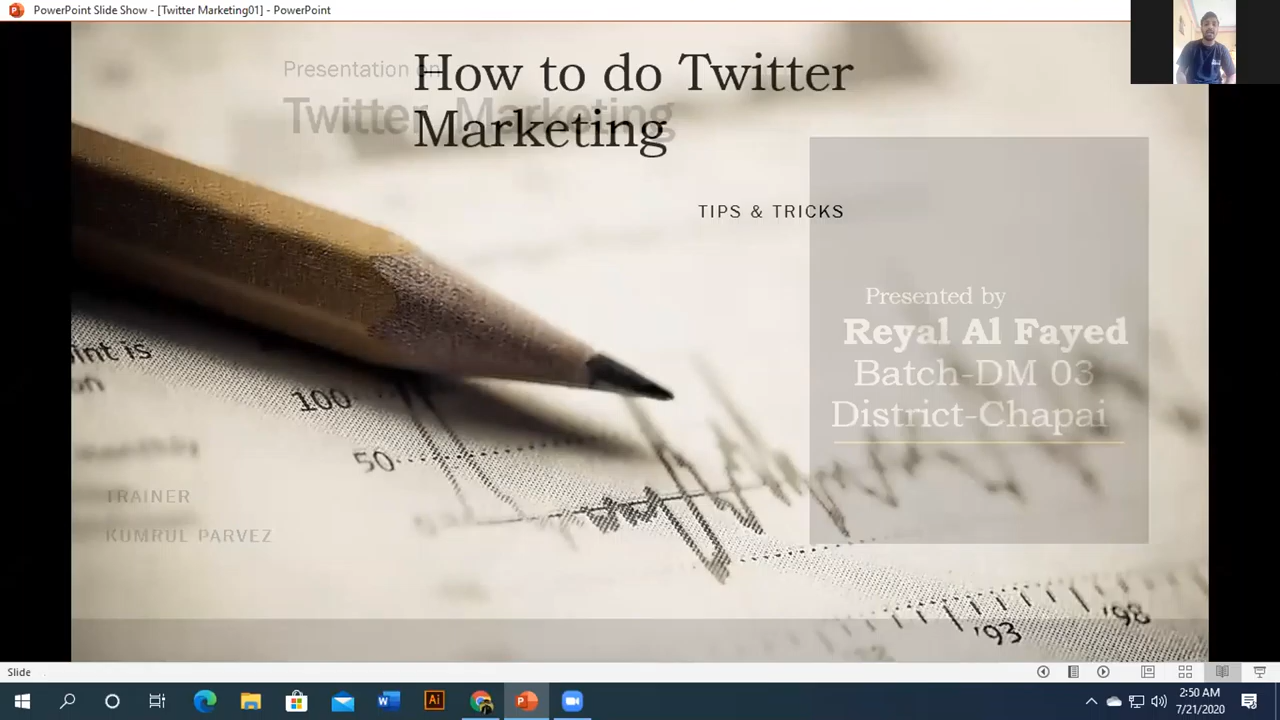 PowerPoint Slide Show - [Twitter Marketing01] - PowerPoint
Presentation on
Twitter Marketing
How to do Twitter
Marketing
TIPS & TRICKS
Presented by
Reyal Al Fayed
Batch-DM 03
District-Chapai
100
50
TRAINER
KUMRUL PARVEZ
'93
'98
Slide
2:50 AM
7/21/2020